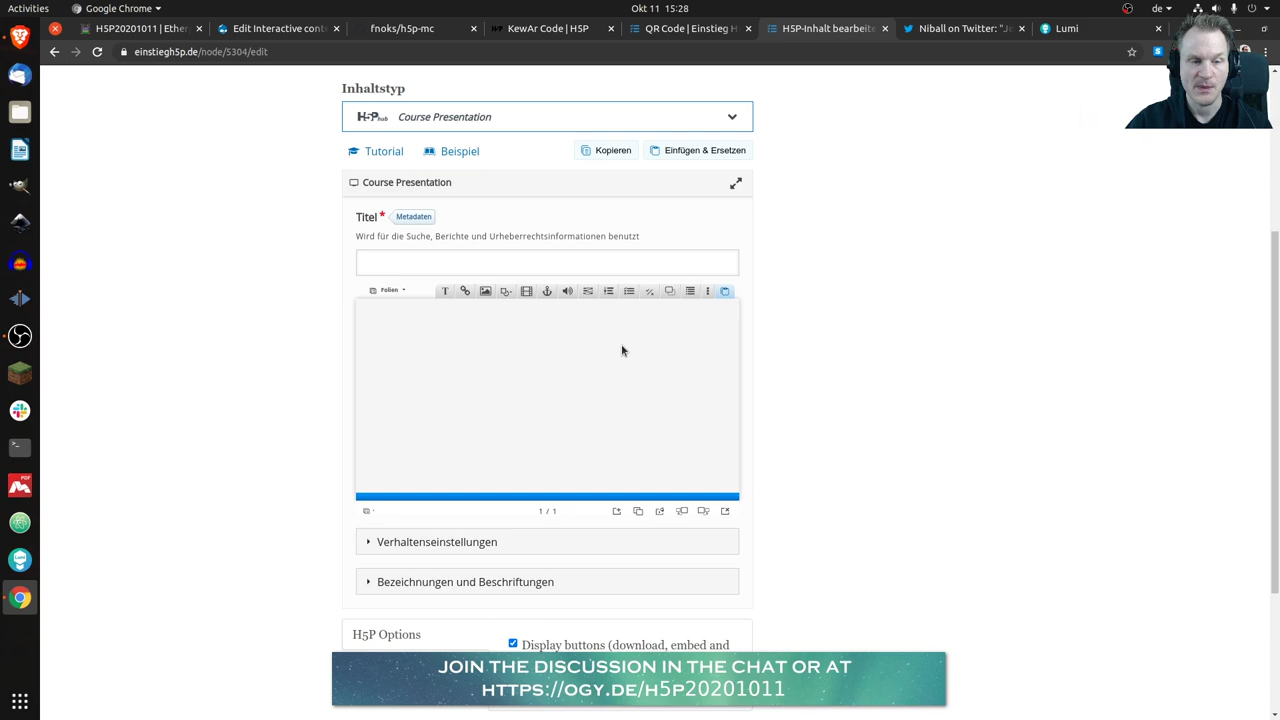 Activities
Google Chrome
Okt 11 15:28
H5P20201011 | Ether
Edit Interactive cont
fnoks/h5p-mc
KewAr Code | H5P
QR Code | Einstieg H
H5P-Inhalt bearbeite
Niball on Twitter: "Je
Lumi
einstiegh5p.de/node/5304/edit
Inhaltstyp
H5P hub Course Presentation
Tutorial
Beispiel
Kopieren
Einfügen & Ersetzen
Course Presentation
Titel*
Metadaten
Wird für die Suche, Berichte und Urheberrechtsinformationen benutzt
Folien
T
1 / 1
Verhaltenseinstellungen
Bezeichnungen und Beschriftungen
H5P Options
Display buttons (download, embed and
JOIN THE DISCUSSION IN THE CHAT OR AT
HTTPS://OGY.DE/H5P20201011